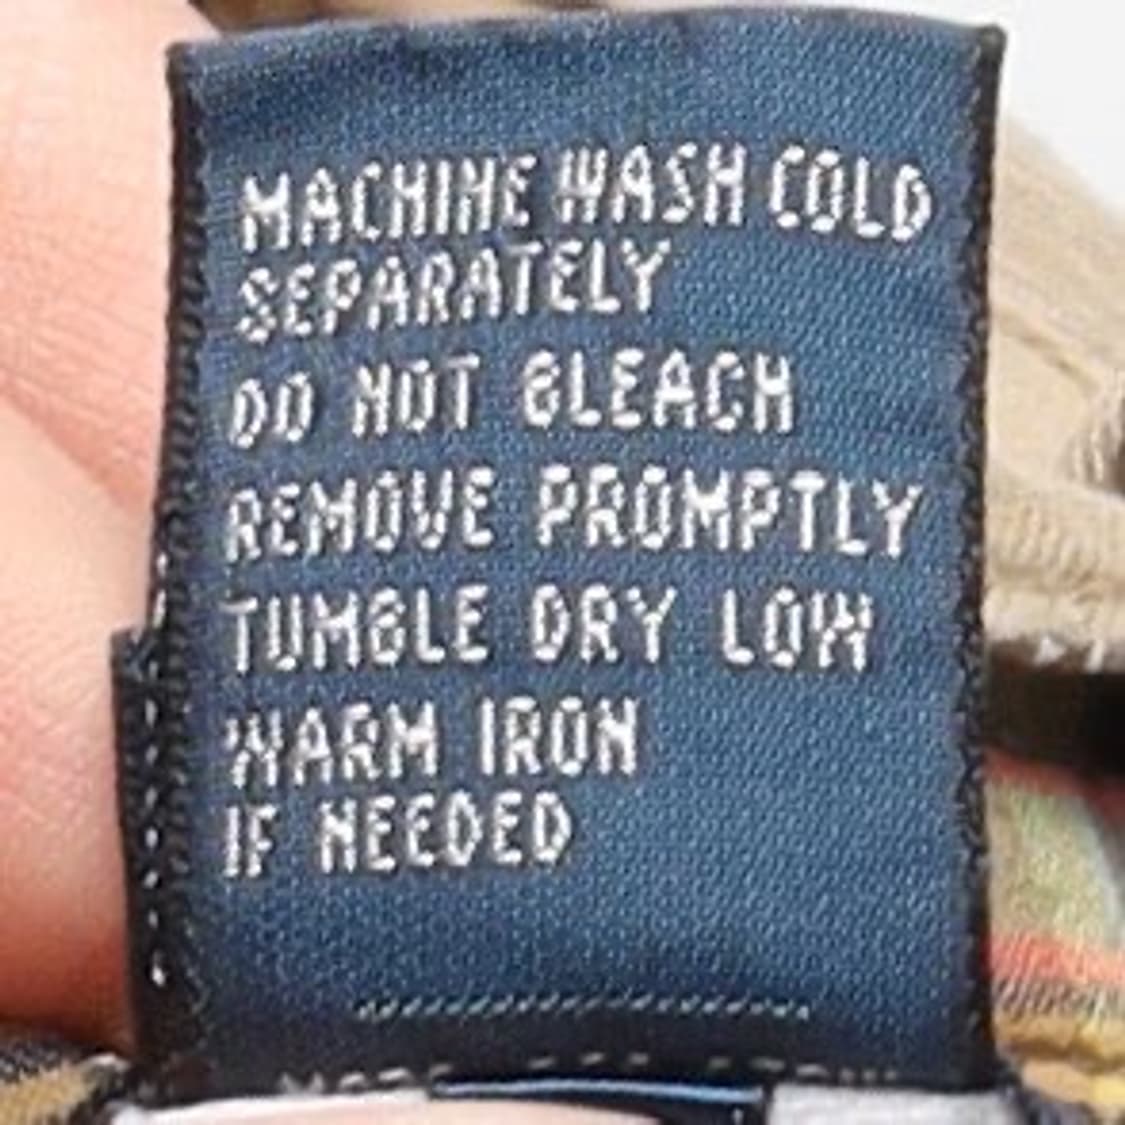 MACHINE WASH COLD
SEPARATELY
DO NOT BLEACH
REMOVE PROMPTLY
TUMBLE DRY LOW
WARM IRON
IF NEEDED